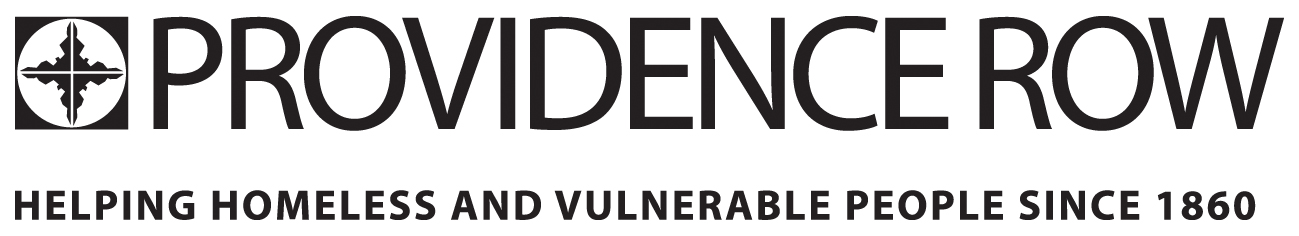 PROVIDENCE ROW
HELPING HOMELESS AND VULNERABLE PEOPLE SINCE 1860